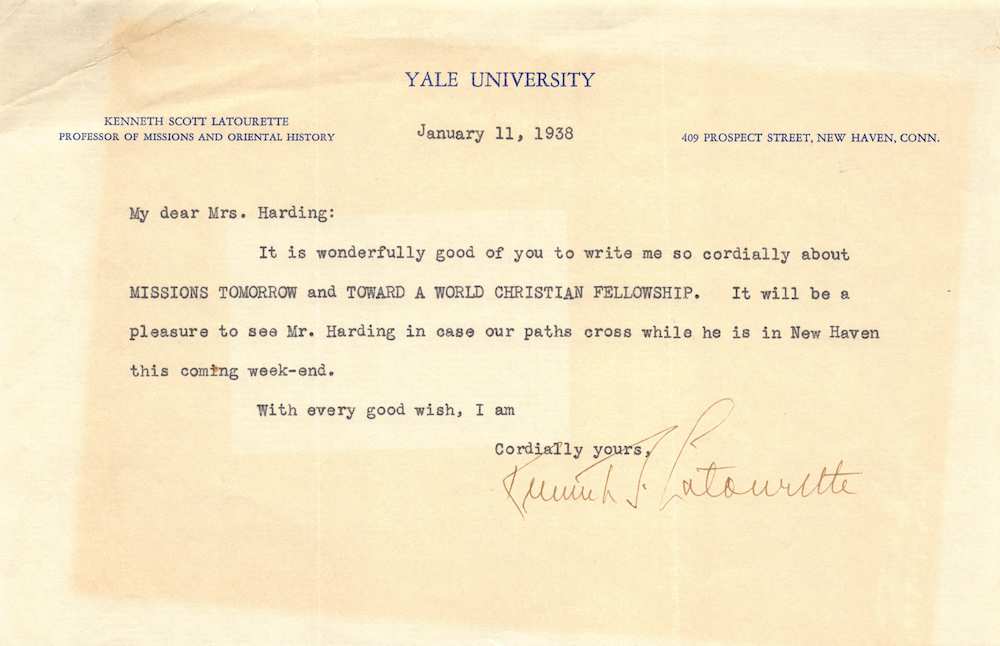 YALE UNIVERSITY
KENNETH SCOTT LATOURETTE
PROFESSOR OF MISSIONS AND ORIENTAL HISTORY
January 11, 1938
409 PROSPECT STREET, NEW HAVEN, CONN.
My dear Mrs. Harding:
It is wonderfully good of you to write me so cordially about
MISSIONS TOMORROW and TOWARD A WORLD CHRISTIAN FELLOWSHIP. It will be a
pleasure to see Mr. Harding in case our paths cross while he is in New Haven
this coming week-end.
With every good wish, I am
Cordially yours,
Kenneth S. Latourette